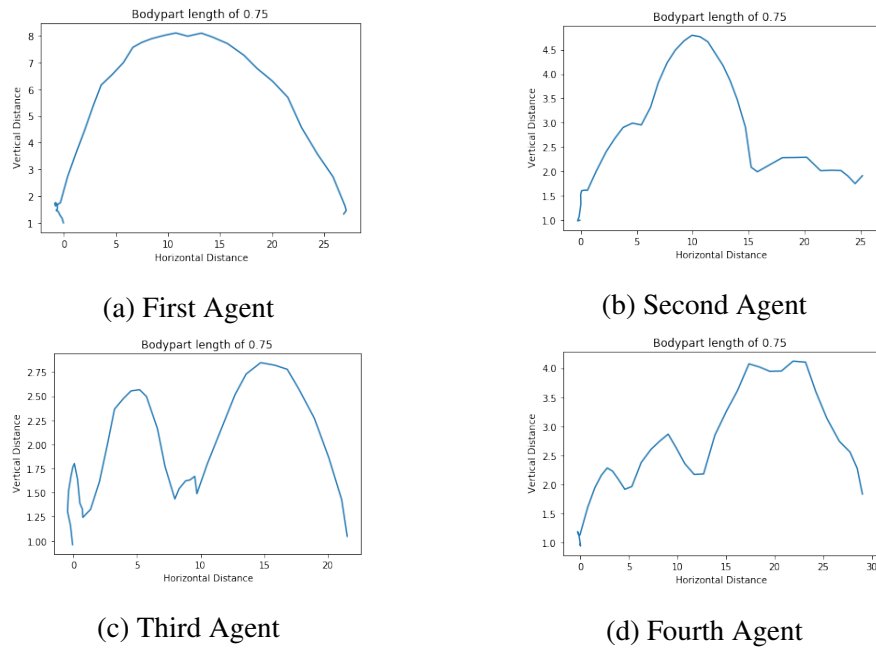 Bodypart length of 0.75
8
7
6
5
4
3
2
1
Vertical Distance
0 5 10 15 20 25
Horizontal Distance
(a) First Agent
Bodypart length of 0.75
4.5
4.0
3.5
3.0
2.5
2.0
1.5
1.0
Vertical Distance
0 5 10 15 20 25
Horizontal Distance
(b) Second Agent
Bodypart length of 0.75
2.75
2.50
2.25
2.00
1.75
1.50
1.25
1.00
Vertical Distance
0 5 10 15 20
Horizontal Distance
(c) Third Agent
Bodypart length of 0.75
4.0
3.5
3.0
2.5
2.0
1.5
1.0
Vertical Distance
0 5 10 15 20 25 30
Horizontal Distance
(d) Fourth Agent